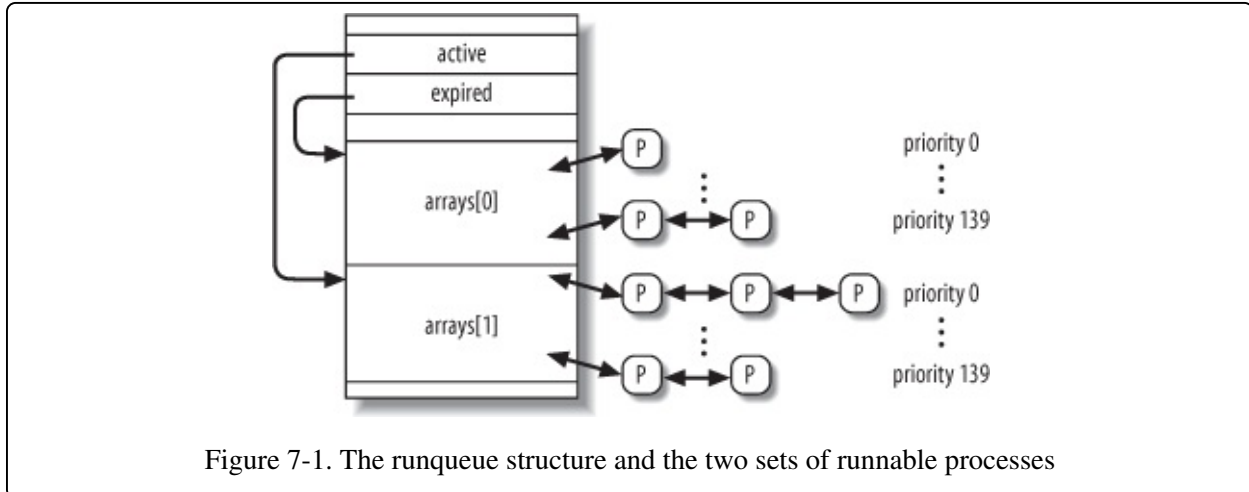 active
expired
arrays[0]
P
priority 0
P P
priority 139
arrays[1]
P P P
priority 0
P P
priority 139
Figure 7-1. The runqueue structure and the two sets of runnable processes